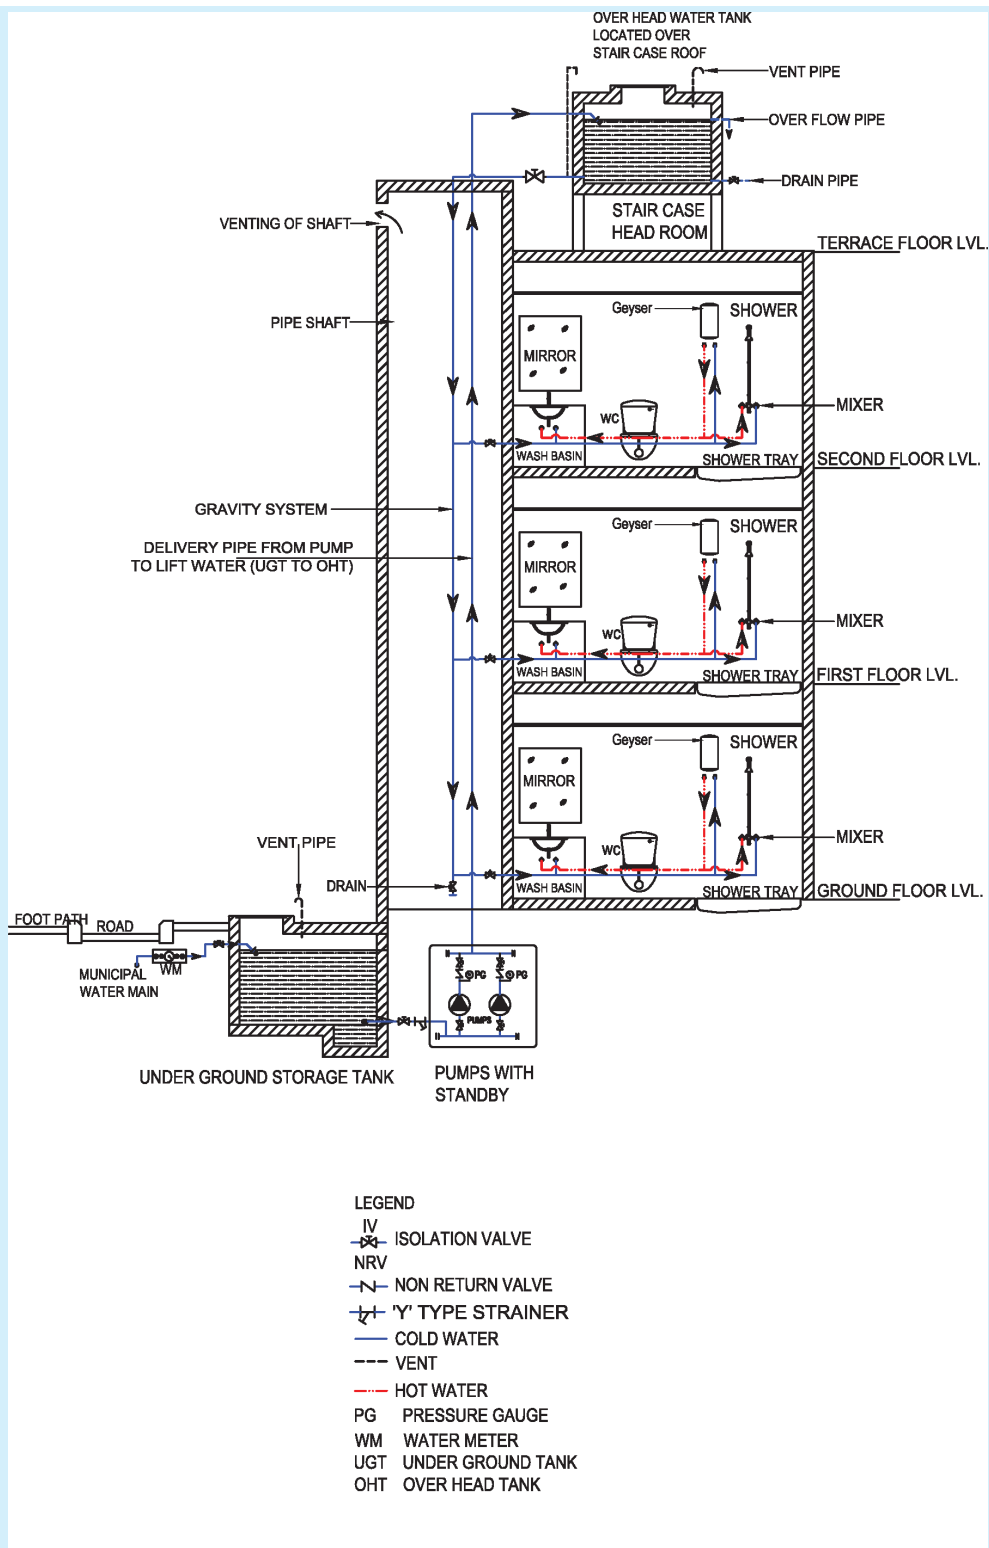 OVER HEAD WATER TANK
LOCATED OVER
STAIR CASE ROOF
VENT PIPE
OVER FLOW PIPE
DRAIN PIPE
STAIR CASE
HEAD ROOM
TERRACE FLOOR LVL.
VENTING OF SHAFT
PIPE SHAFT
Geyser
SHOWER
MIRROR
MIXER
WC
WASH BASIN
SHOWER TRAY
SECOND FLOOR LVL.
GRAVITY SYSTEM
DELIVERY PIPE FROM PUMP
TO LIFT WATER (UGT TO OHT)
Geyser
SHOWER
MIRROR
MIXER
WC
WASH BASIN
SHOWER TRAY
FIRST FLOOR LVL.
Geyser
SHOWER
MIRROR
MIXER
WC
WASH BASIN
SHOWER TRAY
GROUND FLOOR LVL.
VENT PIPE
DRAIN
FOOT PATH
ROAD
WM
MUNICIPAL
WATER MAIN
PG
PG
PUMPS
UNDER GROUND STORAGE TANK
PUMPS WITH
STANDBY
LEGEND
IV
ISOLATION VALVE
NRV
NON RETURN VALVE
'Y' TYPE STRAINER
COLD WATER
VENT
HOT WATER
PG PRESSURE GAUGE
WM WATER METER
UGT UNDER GROUND TANK
OHT OVER HEAD TANK